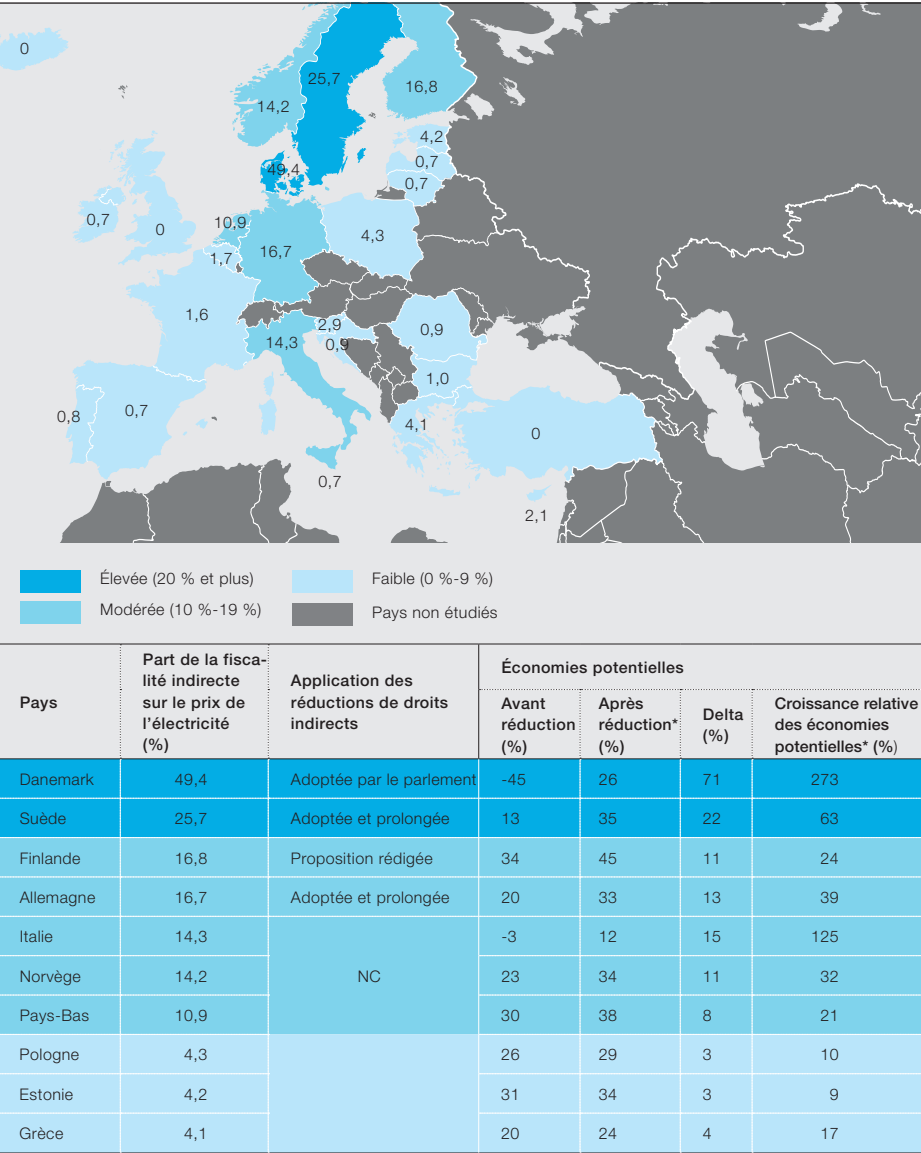 0
25,7
16,8
14,2
4,2
49,4
0,7
0,7
0,7
0
10,9
16,7
4,3
1,7
1,6
2,9
0,9
14,3
0,9
1,0
0,8
0,7
4,1
0
0,7
2,1
Élevée (20 % et plus)
Faible (0 %-9 %)
Modérée (10 %-19 %)
Pays non étudiés
Pays
Part de la fisca-
lité indirecte
sur le prix de
l'électricité
(%)
Application des
réductions de droits
indirects
Économies potentielles
Avant
réduction
(%)
Après
réduction*
(%)
Delta
(%)
Croissance relative
des économies
potentielles* (%)
Danemark 49,4 Adoptée par le parlement -45 26 71 273
Suède 25,7 Adoptée et prolongée 13 35 22 63
Finlande 16,8 Proposition rédigée 34 45 11 24
Allemagne 16,7 Adoptée et prolongée 20 33 13 39
Italie 14,3 -3 12 15 125
Norvège 14,2 NC 23 34 11 32
Pays-Bas 10,9 30 38 8 21
Pologne 4,3 26 29 3 10
Estonie 4,2 31 34 3 9
Grèce 4,1 20 24 4 17